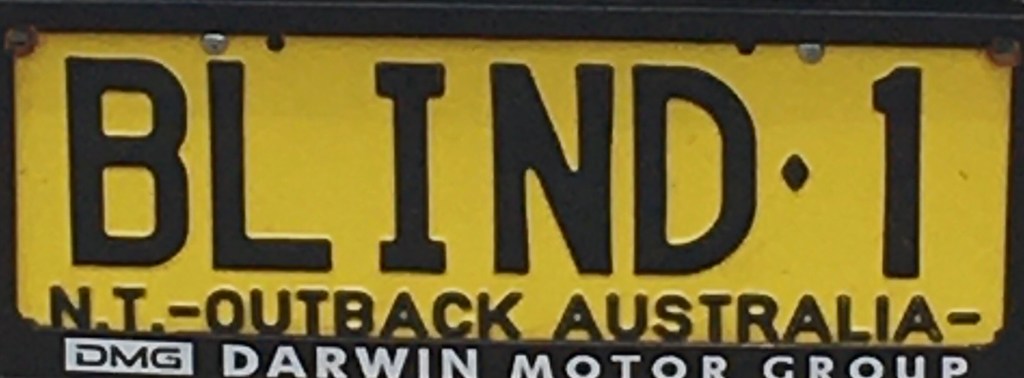 BLIND·1
N.T.-OUTBACK AUSTRALIA-
DMG DARWIN MOTOR GROUP